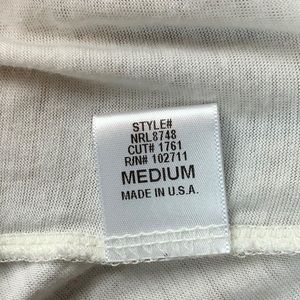 STYLE#
NRL8748
CUT# 1761
R/N# 102711
MEDIUM
MADE IN U.S.A.